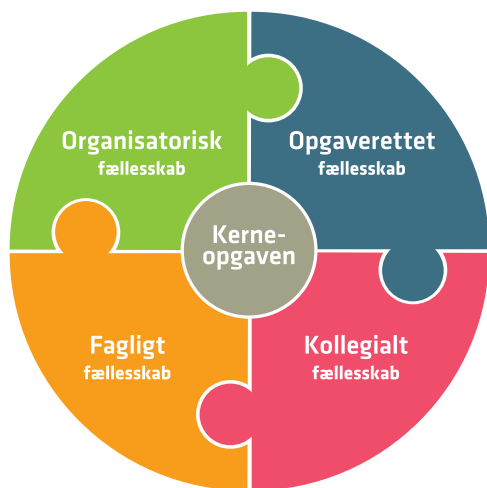 Organisatorisk
fællesskab
Opgaverettet
fællesskab
Kerne-
opgaven
Fagligt
fællesskab
Kollegialt
fællesskab